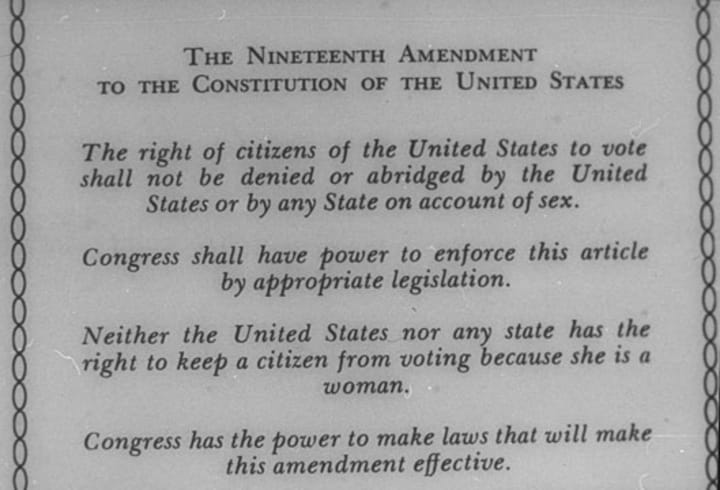 The Nineteenth Amendment
to the Constitution of the United States
The right of citizens of the United States to vote
shall not be denied or abridged by the United
States or by any State on account of sex.
Congress shall have power to enforce this article
by appropriate legislation.
Neither the United States nor any state has the
right to keep a citizen from voting because she is a
woman.
Congress has the power to make laws that will make
this amendment effective.